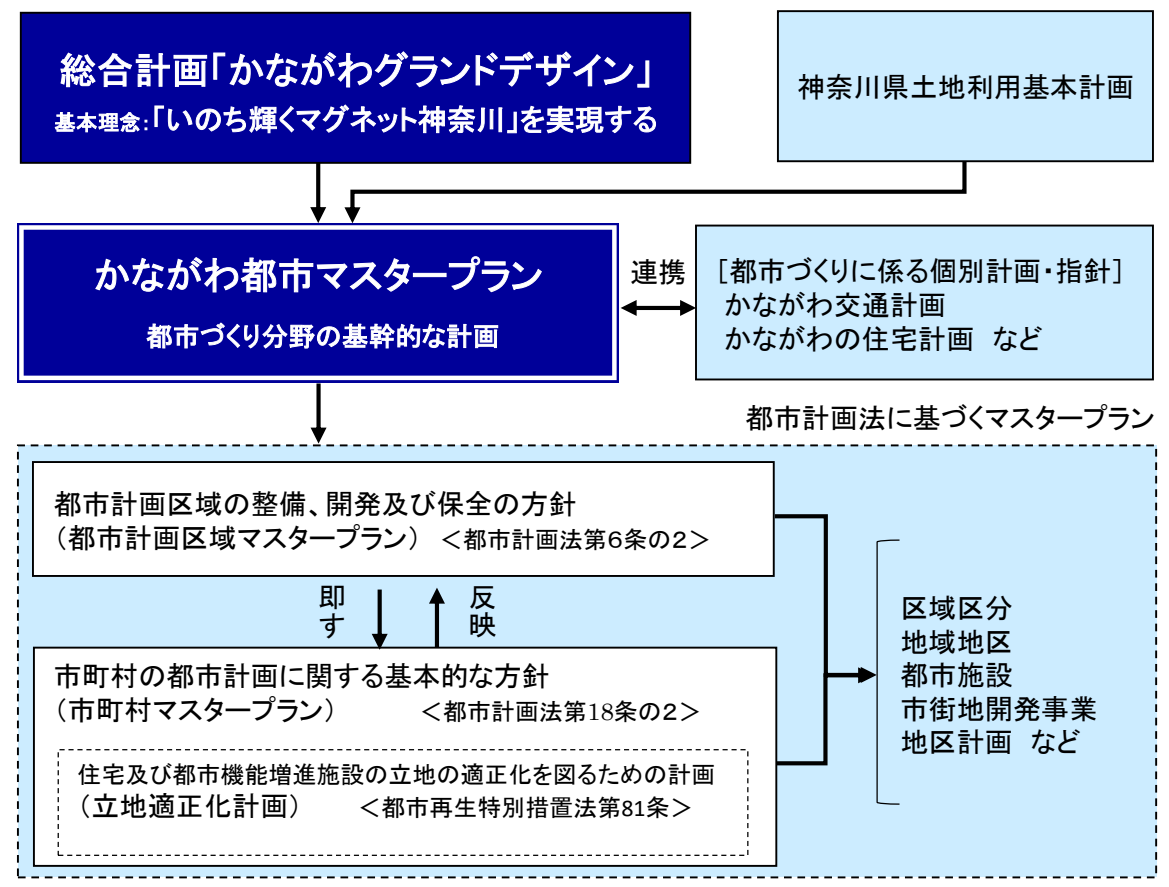 総合計画「かながわグランドデザイン」
基本理念：「いのち輝くマグネット神奈川」を実現する
神奈川県土地利用基本計画
かながわ都市マスタープラン
都市づくり分野の基幹的な計画
連携
［都市づくりに係る個別計画・指針］
かながわ交通計画
かながわの住宅計画　など
都市計画法に基づくマスタープラン
都市計画区域の整備、開発及び保全の方針
（都市計画区域マスタープラン）　＜都市計画法第６条の２＞
即す
反映
市町村の都市計画に関する基本的な方針
（市町村マスタープラン）　＜都市計画法第18条の２＞
住宅及び都市機能増進施設の立地の適正化を図るための計画
（立地適正化計画）　＜都市再生特別措置法第81条＞
区域区分
地域地区
都市施設
市街地開発事業
地区計画　など